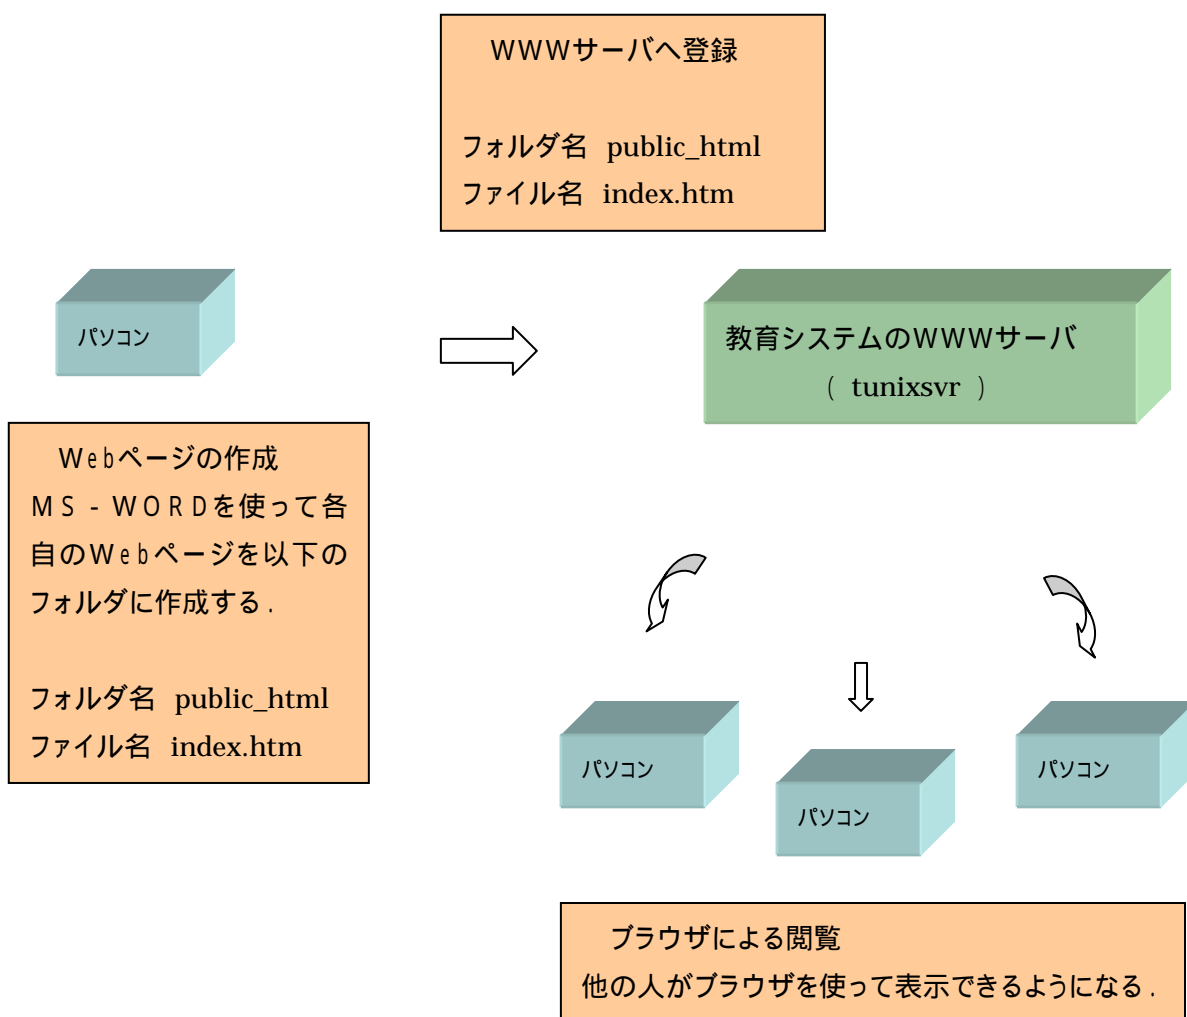 WWWサーバへ登録
フォルダ名 public_html
ファイル名 index.htm
パソコン
教育システムのWWWサーバ
( tunixsvr )
Webページの作成
MS-WORDを使って各
自のWebページを以下の
フォルダに作成する.
フォルダ名 public_html
ファイル名 index.htm
パソコン
パソコン
パソコン
ブラウザによる閲覧
他の人がブラウザを使って表示できるようになる.